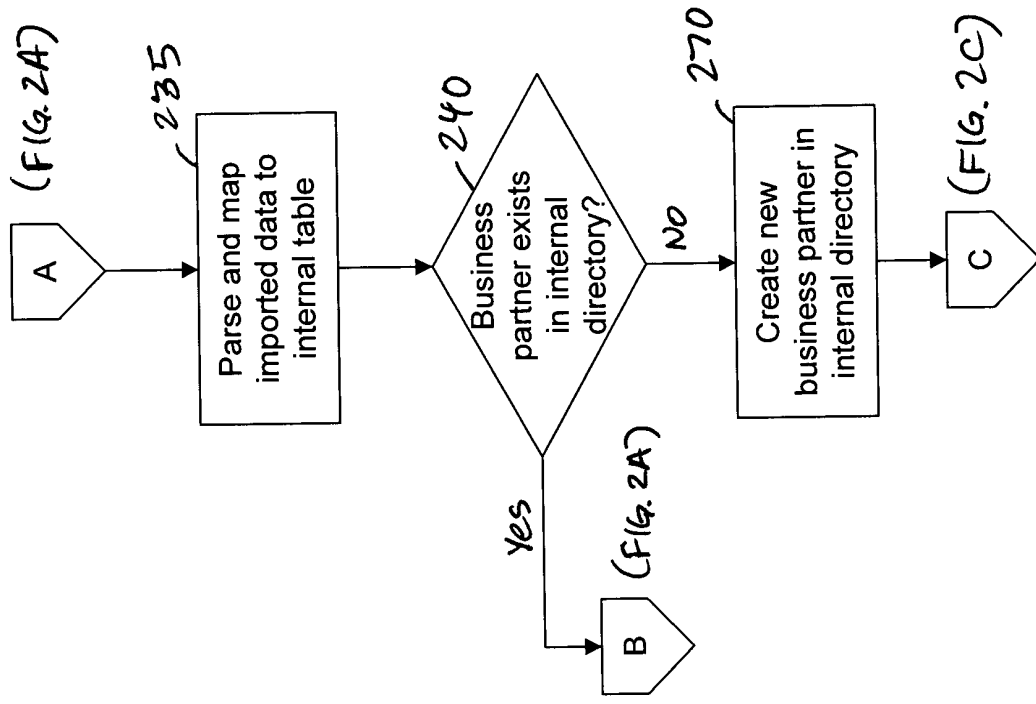 A
(FIG. 2A)
235
Parse and map
imported data to
internal table
240
Business
partner exists
in internal
directory?
Yes
B
(FIG. 2A)
NO
270
Create new
business partner in
internal directory
C
(FIG. 2C)